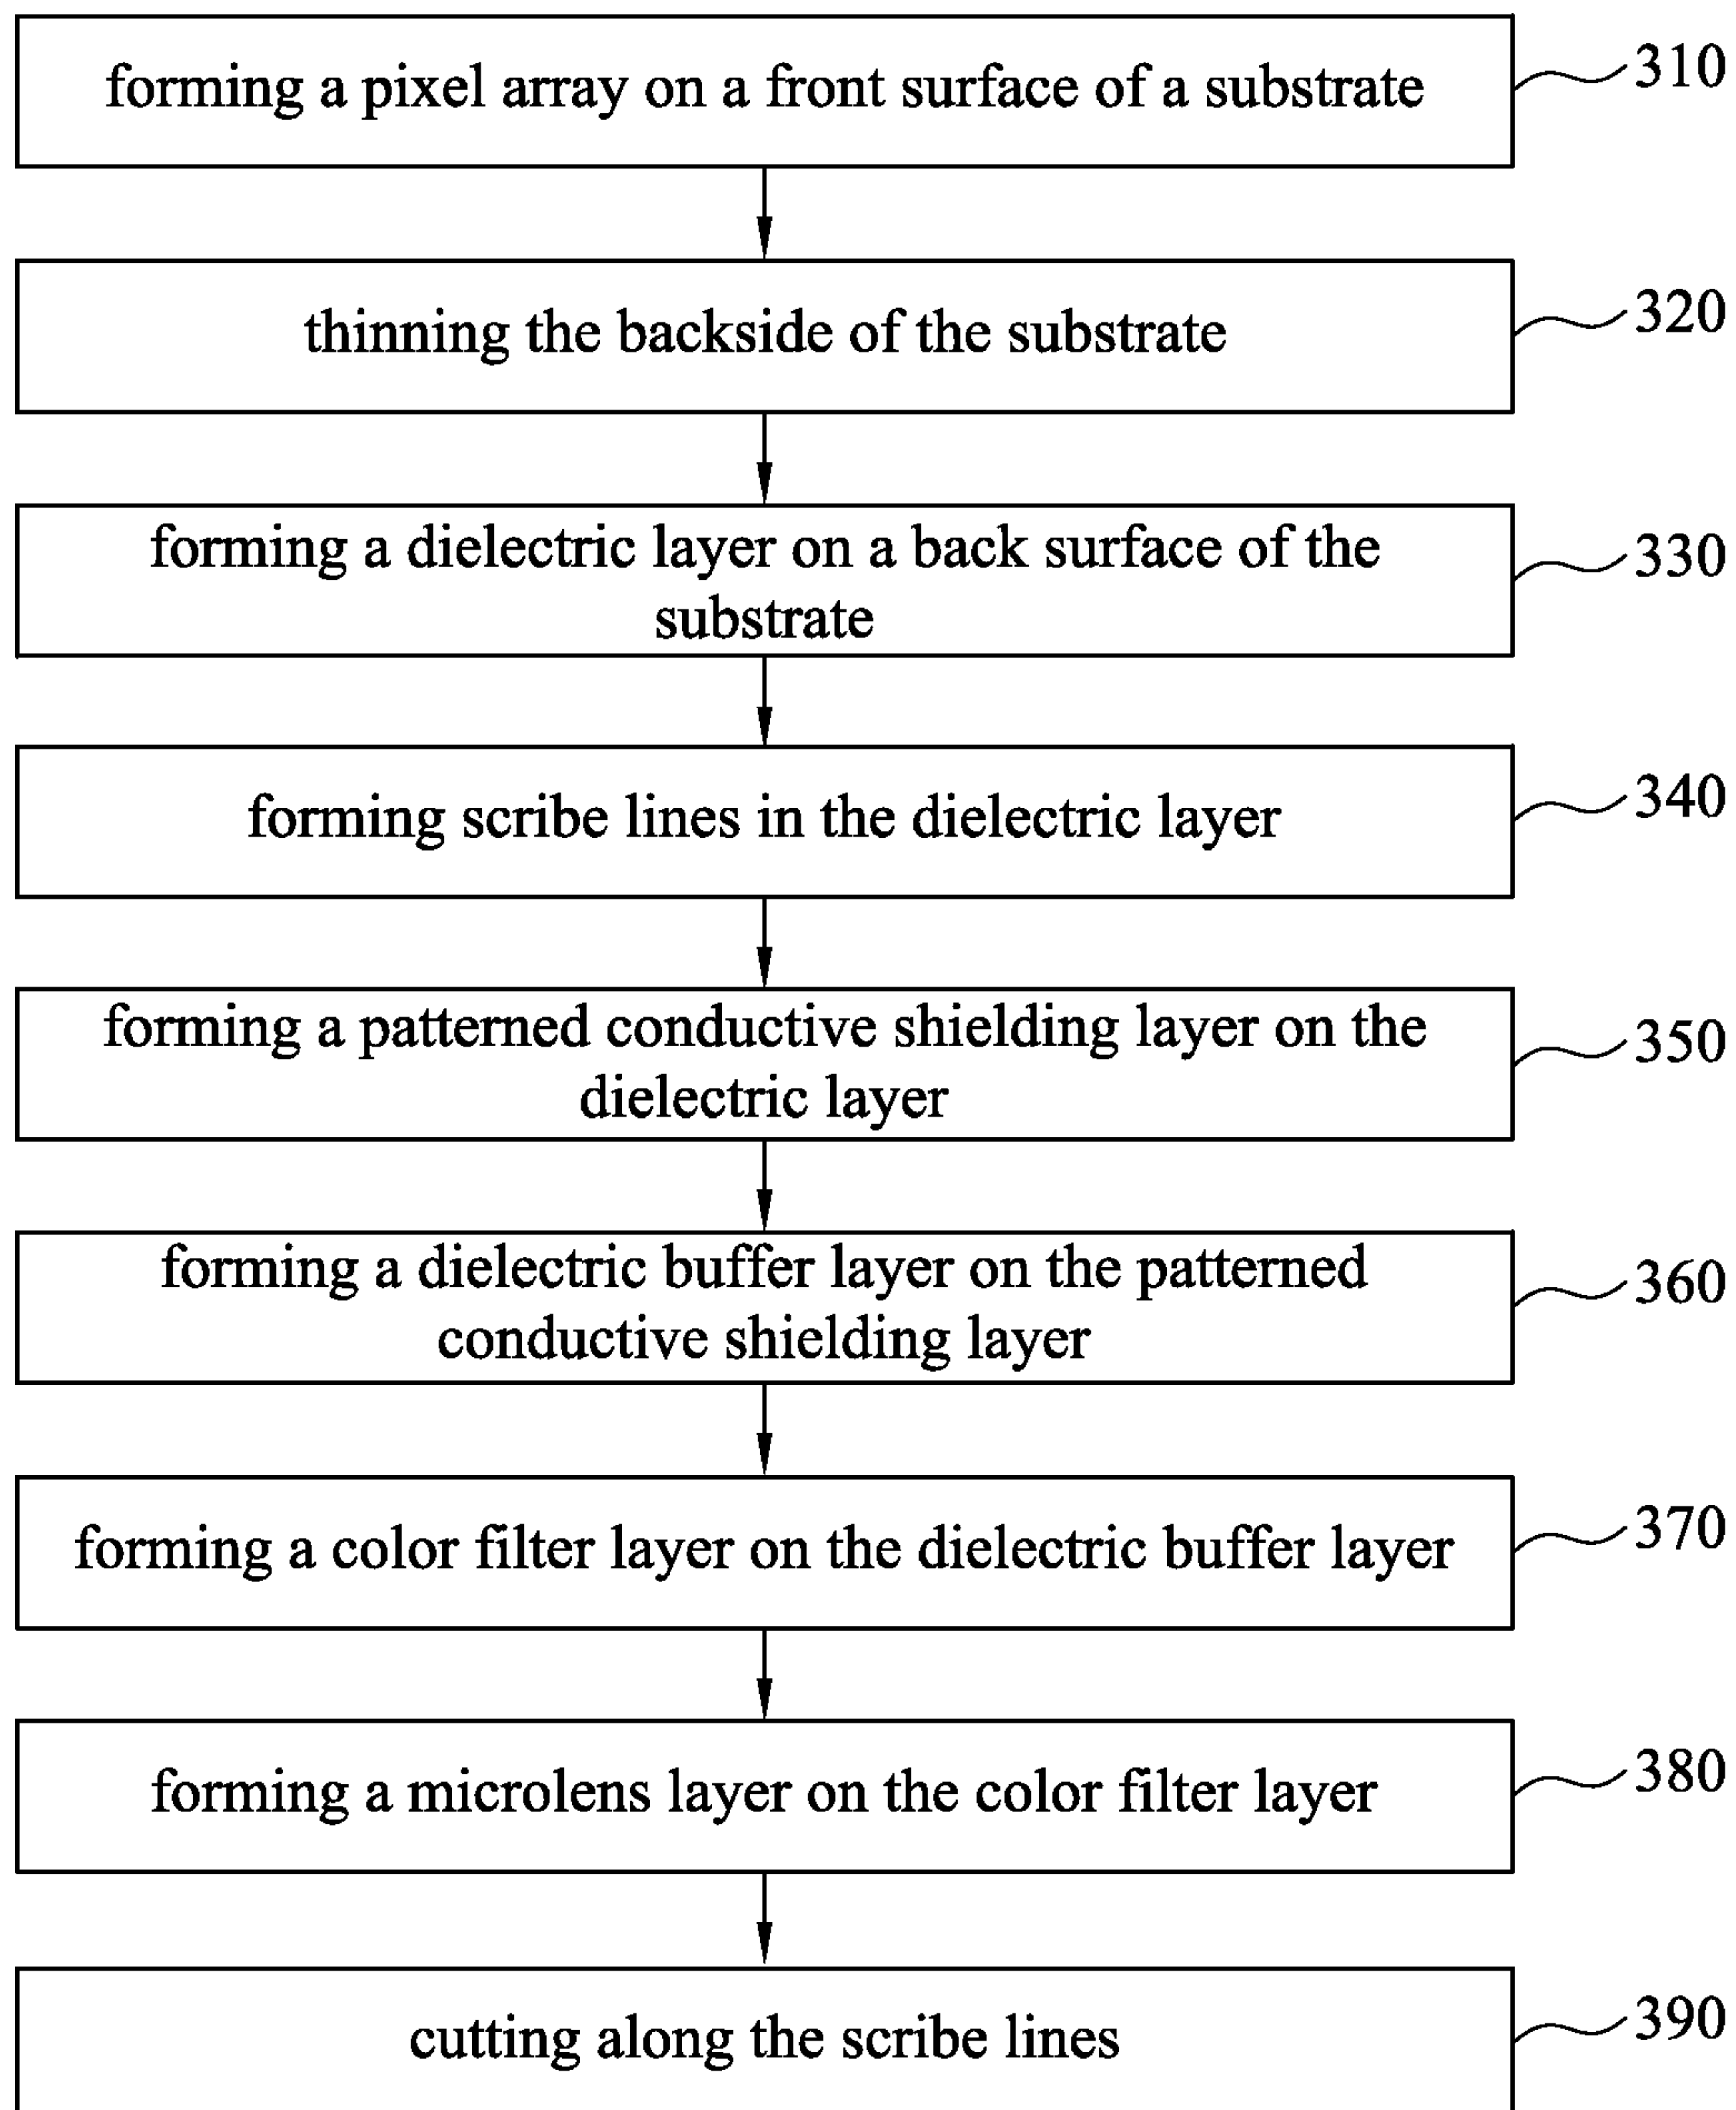 forming a pixel array on a front surface of a substrate
310
thinning the backside of the substrate
320
forming a dielectric layer on a back surface of the
substrate
330
forming scribe lines in the dielectric layer
340
forming a patterned conductive shielding layer on the
dielectric layer
350
forming a dielectric buffer layer on the patterned
conductive shielding layer
360
forming a color filter layer on the dielectric buffer layer
370
forming a microlens layer on the color filter layer
380
cutting along the scribe lines
390